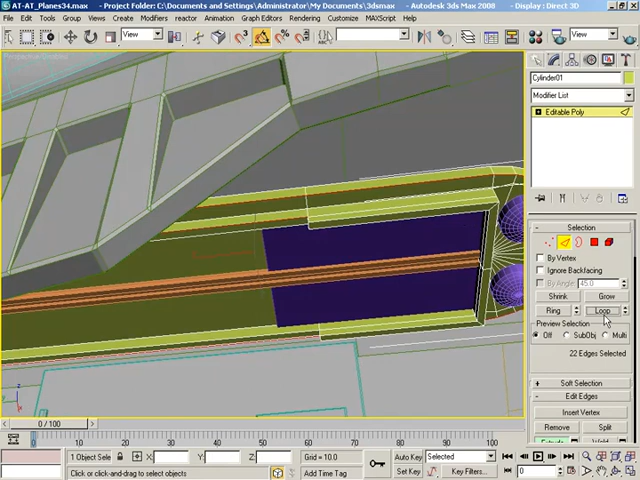 AT-AT_Planes34.max - Project Folder: C:\Documents and Settings\Administrator\My Documents\3dsmax - Autodesk 3ds Max 2008 - Display : Direct 3D
File Edit Tools Group Views Create Modifiers reactor Animation Graph Editors Rendering Customize MAXScript Help
View
View
Cylinder01
Modifier List
Editable Poly
Selection
By Vertex
Ignore Backfacing
By Angle: 45.0
Shrink Grow
Ring Loop
Preview Selection
Off SubObj Multi
22 Edges Selected
Soft Selection
Edit Edges
Insert Vertex
Remove Split
Extrude Weld
0 / 100
0 10 20 30 40 50 60 70 80 90 100
1 Object Sele X: Y: Z: Grid = 10.0 Auto Key Selected
Click or click-and-drag to select objects Add Time Tag Set Key Key Filters... 0